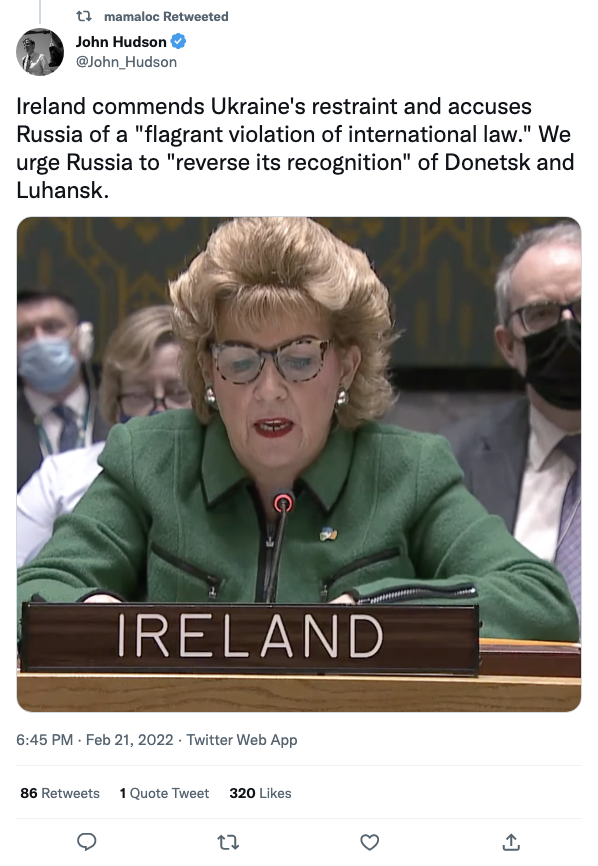 mamaloc Retweeted
John Hudson
@John_Hudson
Ireland commends Ukraine's restraint and accuses
Russia of a "flagrant violation of international law." We
urge Russia to "reverse its recognition" of Donetsk and
Luhansk.
IRELAND
6:45 PM · Feb 21, 2022 · Twitter Web App
86 Retweets 1 Quote Tweet 320 Likes